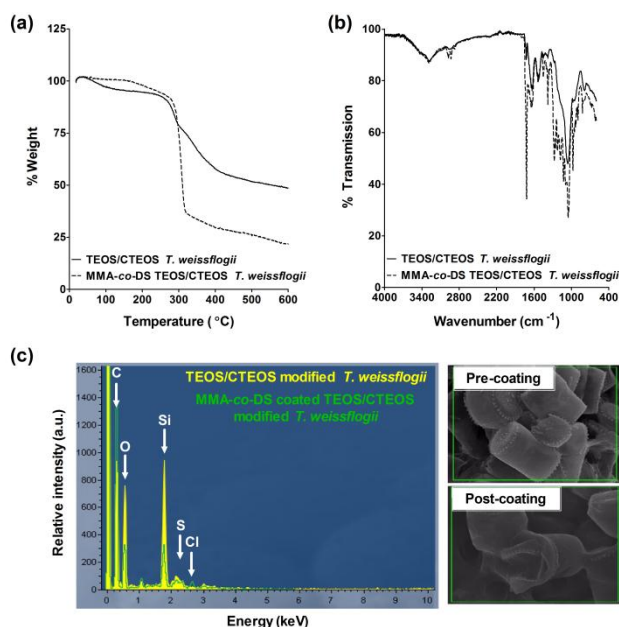 (a)
125
100
75
50
25
0
% Weight
TEOS/CTEOS T. weissflogii
MMA-co-DS TEOS/CTEOS T. weissflogii
0 100 200 300 400 500 600
Temperature ( °C)
(b)
100
80
60
40
20
0
% Transmission
TEOS/CTEOS T. weissflogii
MMA-co-DS TEOS/CTEOS T. weissflogii
4000 3400 2800 2200 1600 1000 400
Wavenumber (cm -1)
(c)
1600
1400
1200
1000
800
600
400
200
0
Relative intensity (a.u.)
TEOS/CTEOS modified T. weissflogii
MMA-co-DS coated TEOS/CTEOS
modified T. weissflogii
C
O
Si
S
Cl
0 1 2 3 4 5 6 7 8 9 10
Energy (keV)
Pre-coating
Post-coating